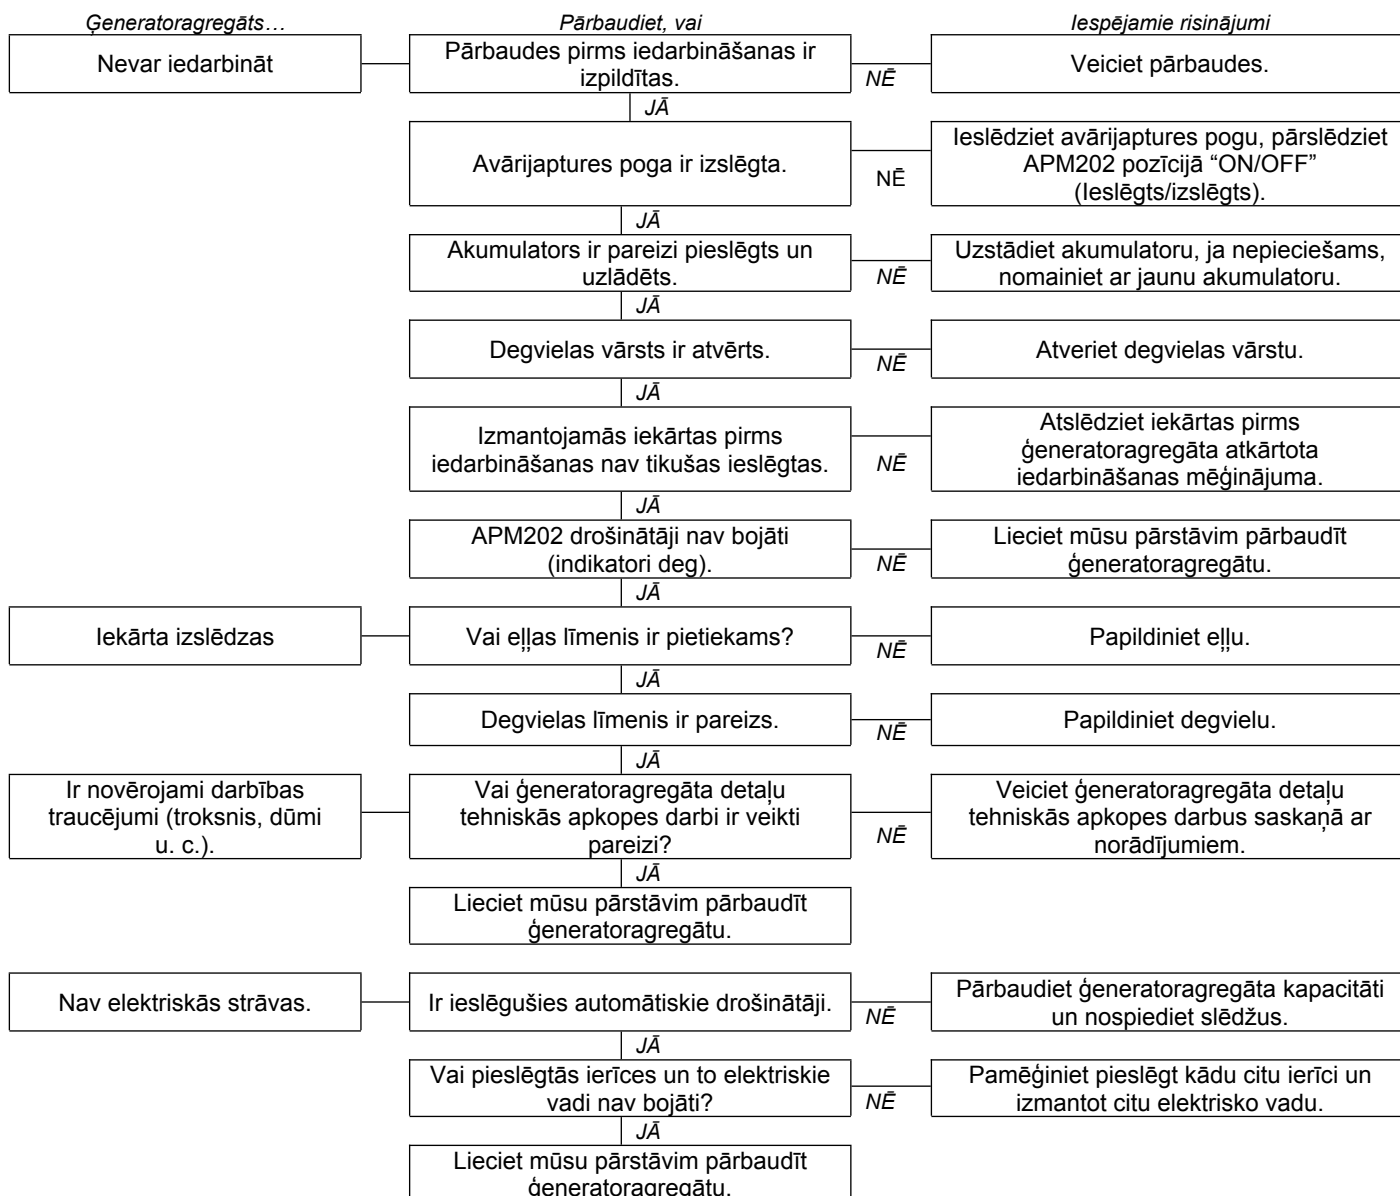 Ģeneratoragregāts…
Pārbaudiet, vai
Iespējamie risinājumi
Nevar iedarbināt
Pārbaudes pirms iedarbināšanas ir
izpildītas.
NĒ
Veiciet pārbaudes.
JĀ
Avārijaptures poga ir izslēgta.
NĒ
Ieslēdziet avārijaptures pogu, pārslēdziet
APM202 pozīcijā “ON/OFF”
(Ieslēgts/izslēgts).
JĀ
Akumulators ir pareizi pieslēgts un
uzlādēts.
NĒ
Uzstādiet akumulatoru, ja nepieciešams,
nomainiet ar jaunu akumulatoru.
JĀ
Degvielas vārsts ir atvērts.
NĒ
Atveriet degvielas vārstu.
JĀ
Izmantojamās iekārtas pirms
iedarbināšanas nav tikušas ieslēgtas.
NĒ
Atslēdziet iekārtas pirms
ģeneratoragregāta atkārtota
iedarbināšanas mēģinājuma.
JĀ
APM202 drošinātāji nav bojāti
(indikatori deg).
NĒ
Lieciet mūsu pārstāvim pārbaudīt
ģeneratoragregātu.
JĀ
Iekārta izslēdzas
Vai eļļas līmenis ir pietiekams?
NĒ
Papildiniet eļļu.
JĀ
Degvielas līmenis ir pareizs.
NĒ
Papildiniet degvielu.
JĀ
Ir novērojami darbības
traucējumi (troksnis, dūmi
u. c.).
Vai ģeneratoragregāta detaļu
tehniskās apkopes darbi ir veikti
pareizi?
NĒ
Veiciet ģeneratoragregāta detaļu
tehniskās apkopes darbus saskaņā ar
norādījumiem.
JĀ
Lieciet mūsu pārstāvim pārbaudīt
ģeneratoragregātu.
Nav elektriskās strāvas.
Ir ieslēgušies automātiskie drošinātāji.
NĒ
Pārbaudiet ģeneratoragregāta kapacitāti
un nospiediet slēdžus.
JĀ
Vai pieslēgtās ierīces un to elektriskie
vadi nav bojāti?
NĒ
Pamēģiniet pieslēgt kādu citu ierīci un
izmantot citu elektrisko vadu.
JĀ
Lieciet mūsu pārstāvim pārbaudīt
ģeneratoragregātu.